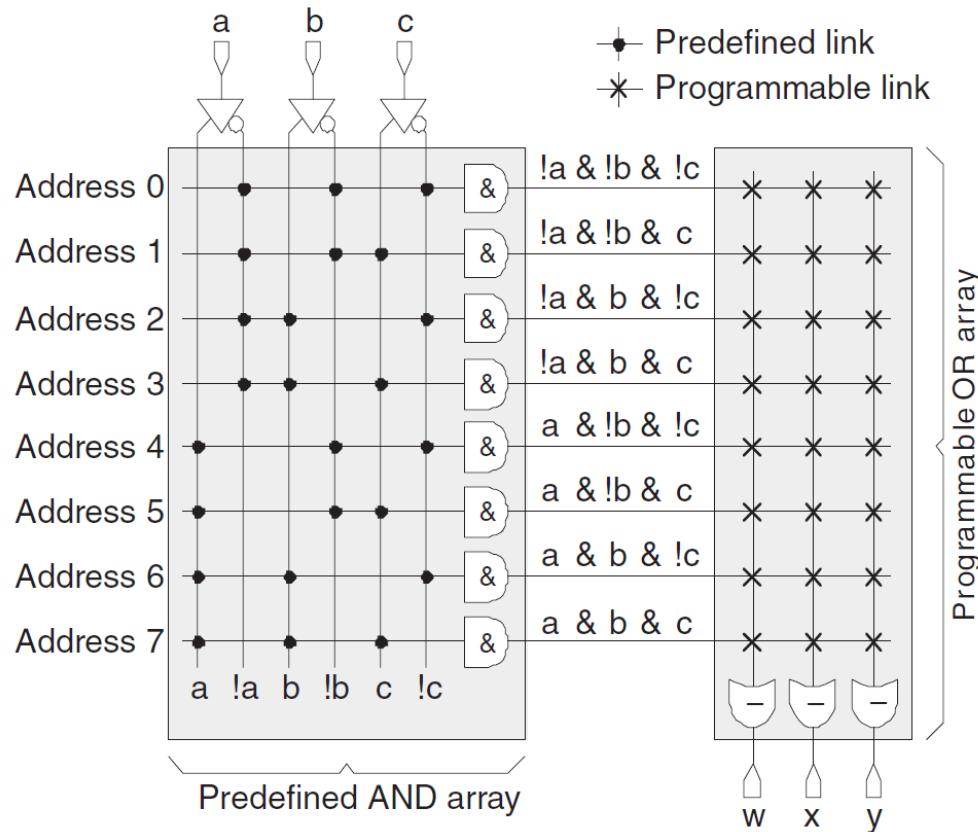 a b c
Predefined link
Programmable link
Address 0 & !a & !b & !c
Address 1 & !a & !b & c
Address 2 & !a & b & !c
Address 3 & !a & b & c
Address 4 & a & !b & !c
Address 5 & a & !b & c
Address 6 & a & b & !c
Address 7 & a & b & c
a !a b !b c !c
Predefined AND array
Programmable OR array
w x y